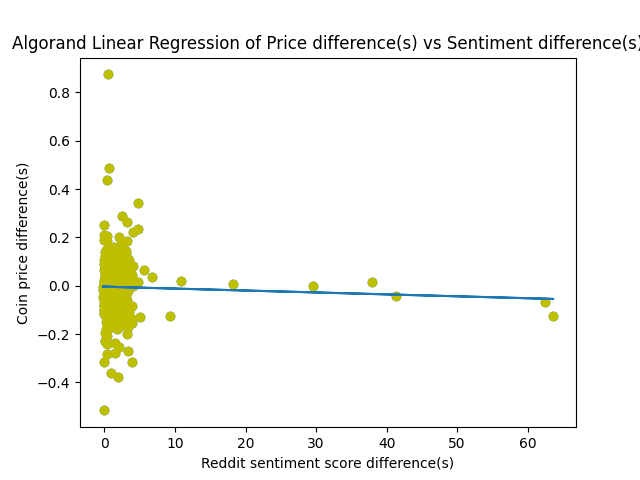 Algorand Linear Regression of Price difference(s) vs Sentiment difference(s)
0.8
0.6
0.4
0.2
0.0
−0.2
−0.4
Coin price difference(s)
0 10 20 30 40 50 60
Reddit sentiment score difference(s)